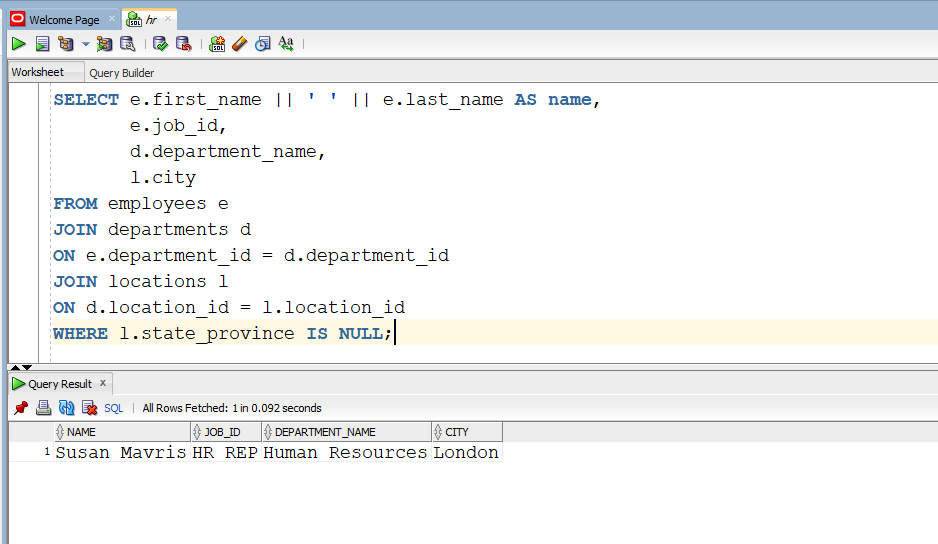 Welcome Page
hr
Worksheet Query Builder
SELECT e.first_name || ' ' || e.last_name AS name,
e.job_id,
d.department_name,
l.city
FROM employees e
JOIN departments d
ON e.department_id = d.department_id
JOIN locations l
ON d.location_id = l.location_id
WHERE l.state_province IS NULL;
Query Result x
SQL | All Rows Fetched: 1 in 0.092 seconds
NAME JOB_ID DEPARTMENT_NAME CITY
1 Susan Mavris HR REP Human Resources London